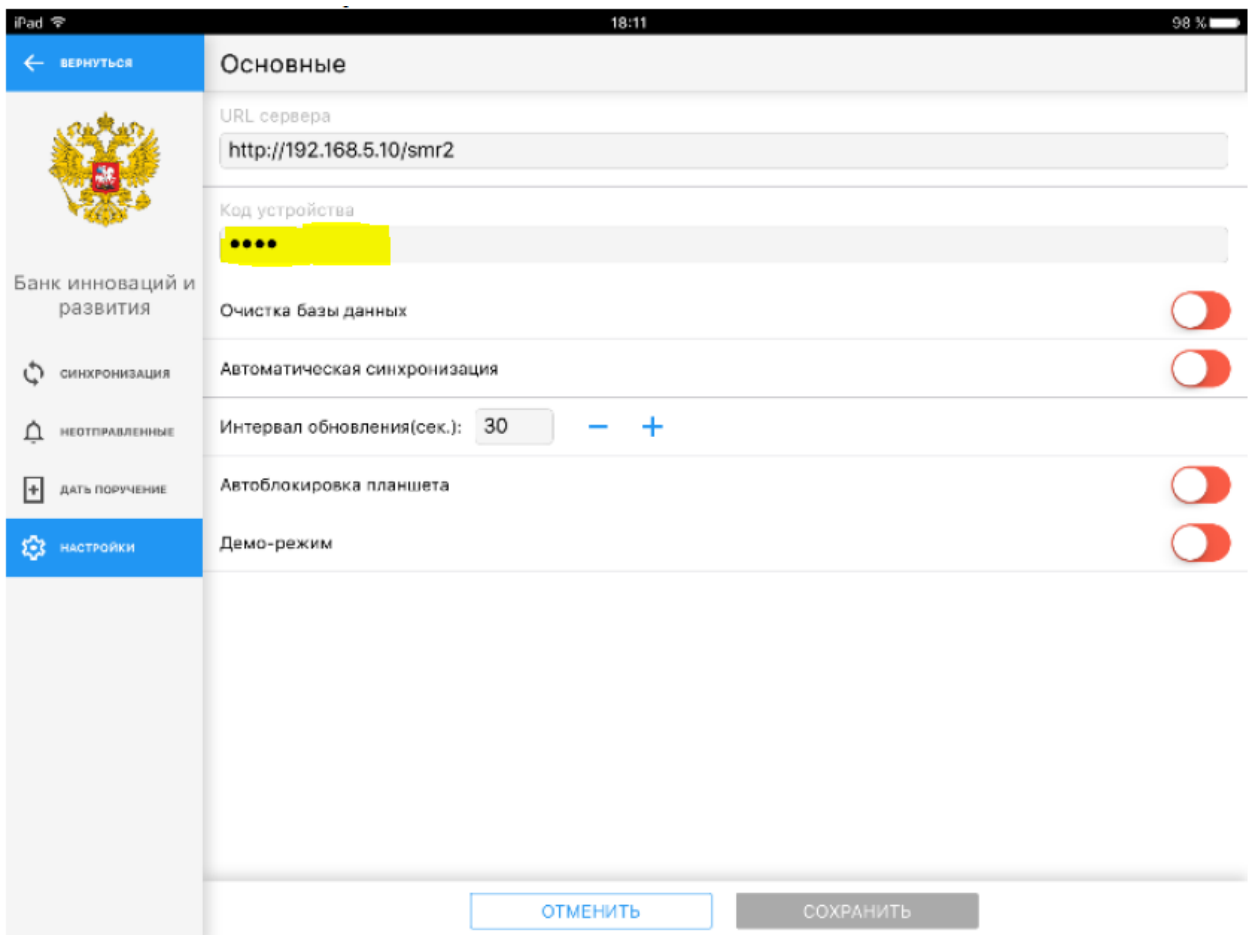 iPad 18:11 98 %
ВЕРНУТЬСЯ
Основные
URL сервера
http://192.168.5.10/smr2
Код устройства
••••
Банк инноваций и
развития
Очистка базы данных
СИНХРОНИЗАЦИЯ
Автоматическая синхронизация
НЕОТПРАВЛЕННЫЕ
Интервал обновления(сек.): 30 − +
ДАТЬ ПОРУЧЕНИЕ
Автоблокировка планшета
НАСТРОЙКИ
Демо-режим
ОТМЕНИТЬ
СОХРАНИТЬ